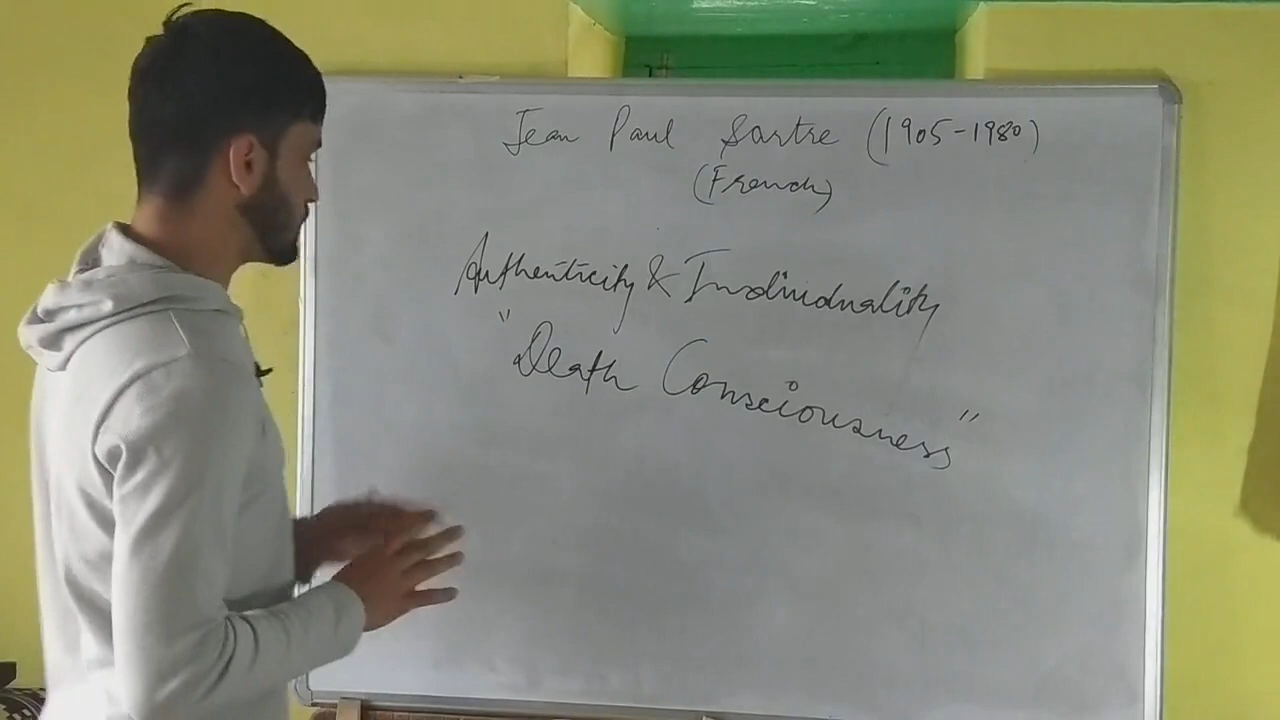 Jean Paul Sartre (1905-1980)
(French)
Authenticity & Individuality
"Death Consciousness"